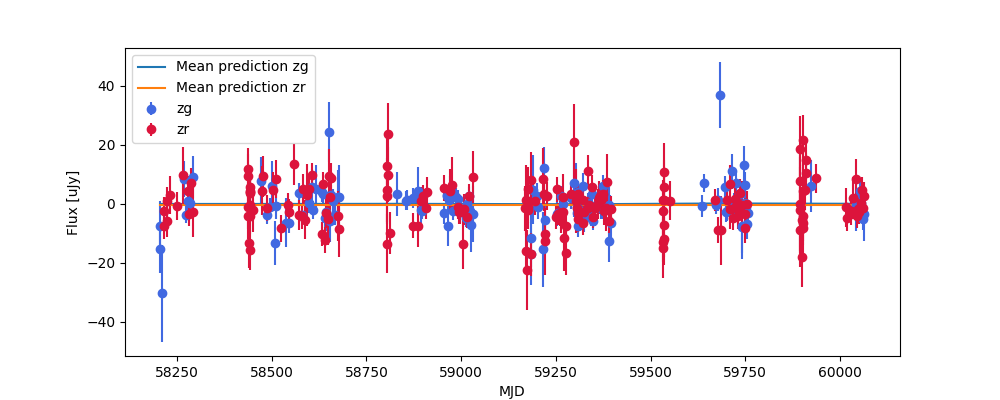 Mean prediction zg
Mean prediction zr
zg
zr
Flux [uJy]
40
20
0
−20
−40
58250
58500
58750
59000
59250
59500
59750
60000
MJD